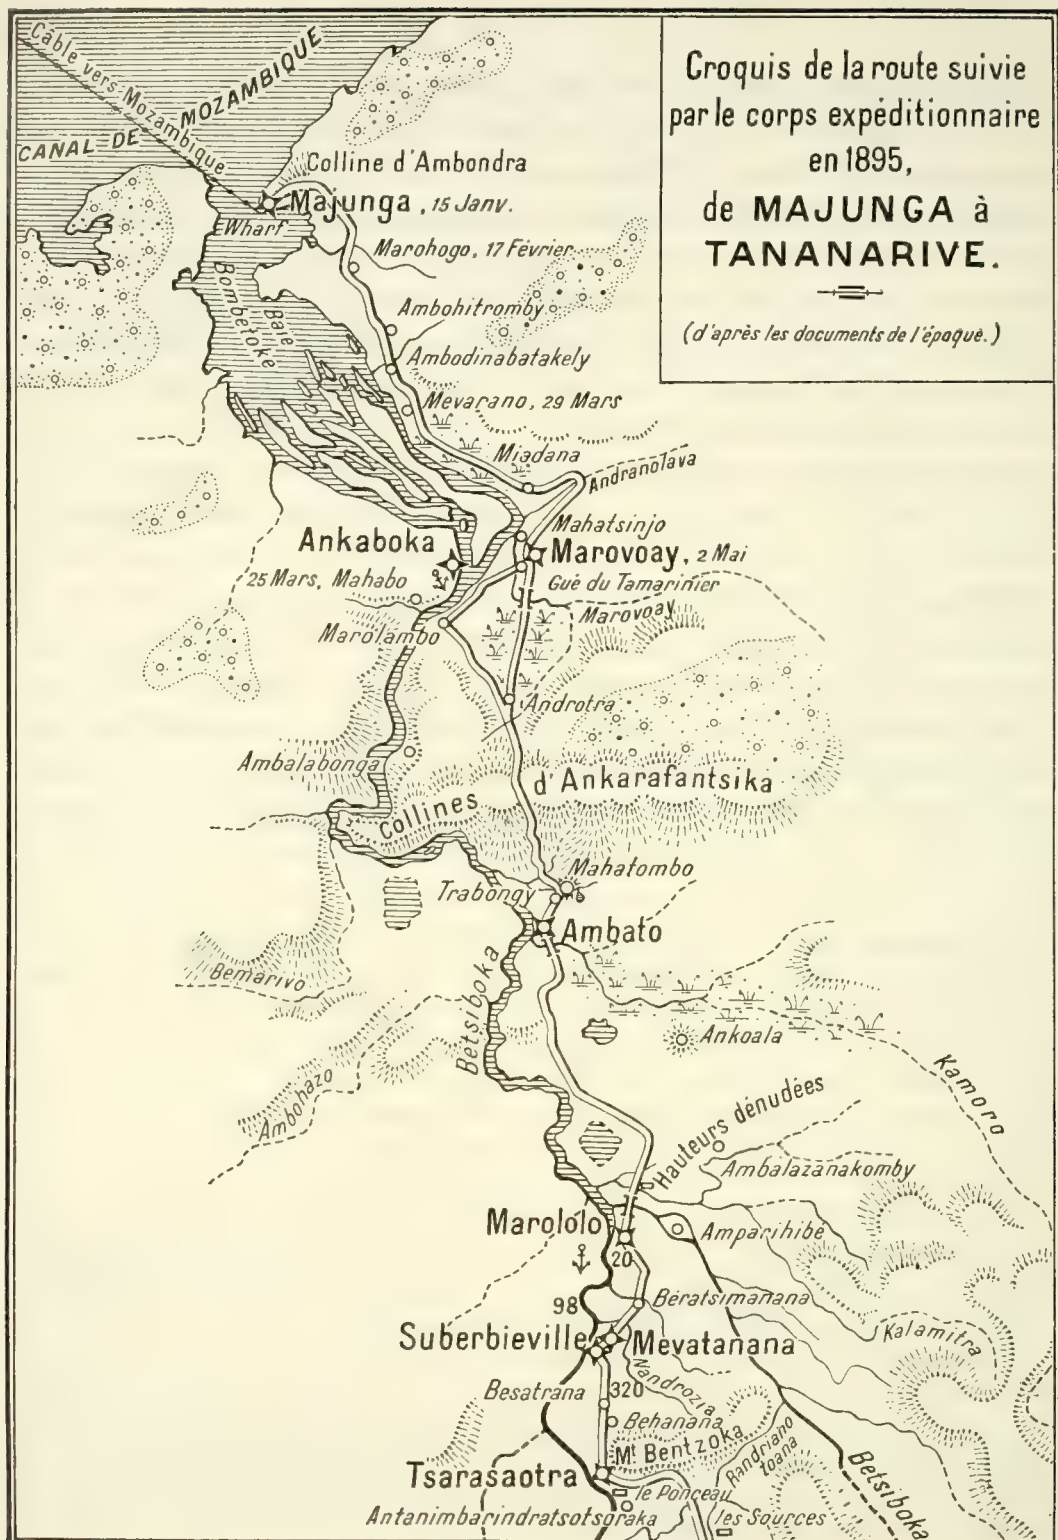 Câble vers Mozambique
CANAL DE MOZAMBIQUE
Croquis de la route suivie
par le corps expéditionnaire
en 1895,
de MAJUNGA à
TANANARIVE.
(d'après les documents de l'époque.)
Colline d'Ambondra
Majunga, 15 Janv.
Wharf
Marohogo, 17 Février
Baie
Bombetoke
Ambohitromby
Ambodinabatakely
Mevarano, 29 Mars
Miadana
Andranolava
Mahatsinjo
Ankaboka
Marovoay, 2 Mai
25 Mars, Mahabo
Gué du Tamarinier
Marovoay
Marolambo
Androtra
Ambalabonga
Collines d'Ankarafantsika
Mahatombo
Trabongy
Ambato
Bemarivo
Betsiboka
Ankoala
Kamoro
Ambohazo
Hauteurs dénudées
Ambalazanakomby
Marololo
Amparihibé
20
Bératsimanana
98
Suberbieville
Mevatanana
Kalamitra
Nandrozia
Besatrana
320
Behanana
Mt Bentzoka
Randriano
toana
Betsiboka
Tsarasaotra
le Ponceau
Antanimbarindratsotsoraka
les Sources